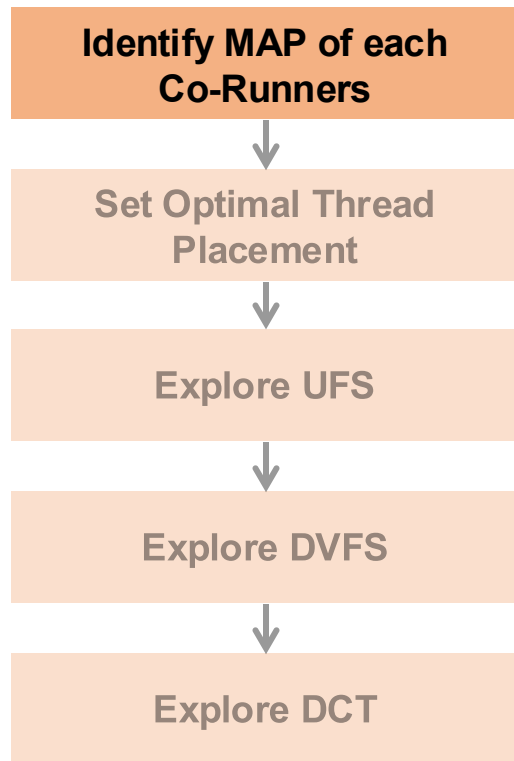 Identify MAP of each
Co-Runners
Set Optimal Thread
Placement
Explore UFS
Explore DVFS
Explore DCT